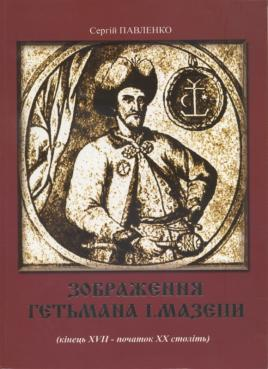 Сергій ПАВЛЕНКО
ЗОБРАЖЕННЯ
ГЕТЬМАНА І.МАЗЕПИ
(кінець XVII - початок XX століть)